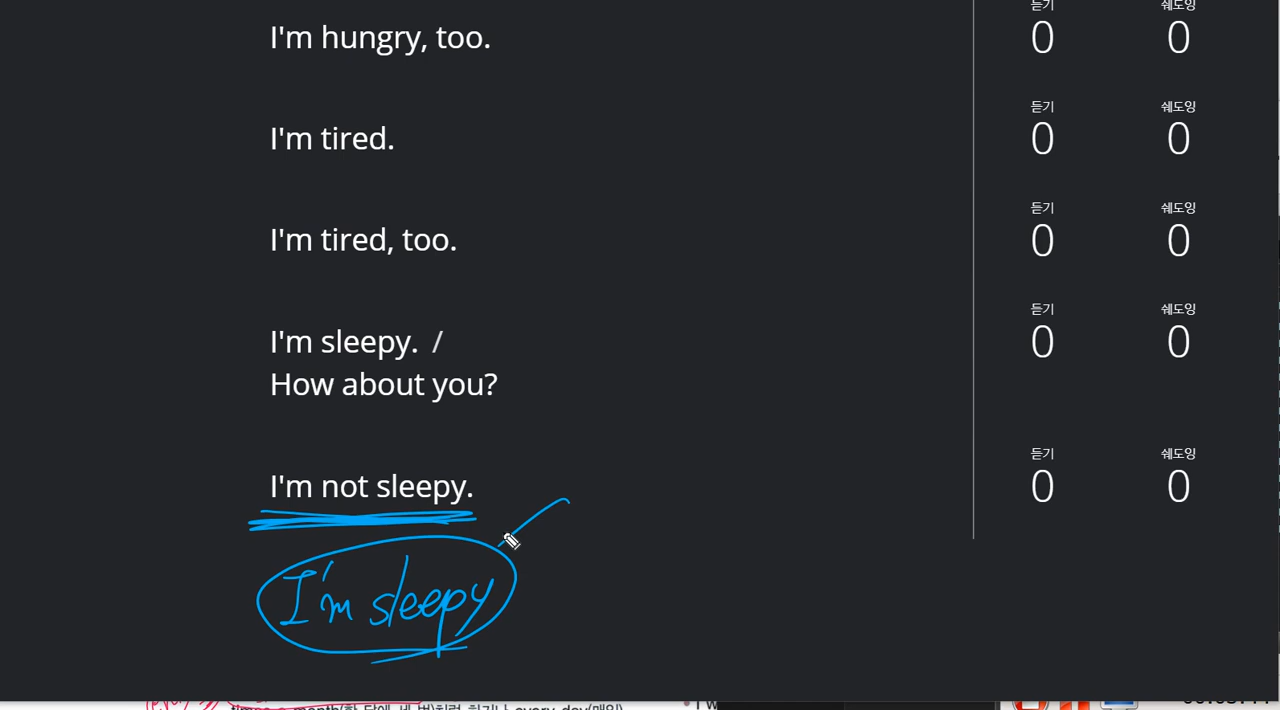 듣기 쉐도잉
I'm hungry, too. 0 0
듣기 쉐도잉
I'm tired. 0 0
듣기 쉐도잉
I'm tired, too. 0 0
듣기 쉐도잉
I'm sleepy. / 0 0
How about you?
듣기 쉐도잉
I'm not sleepy. 0 0
I'm sleepy